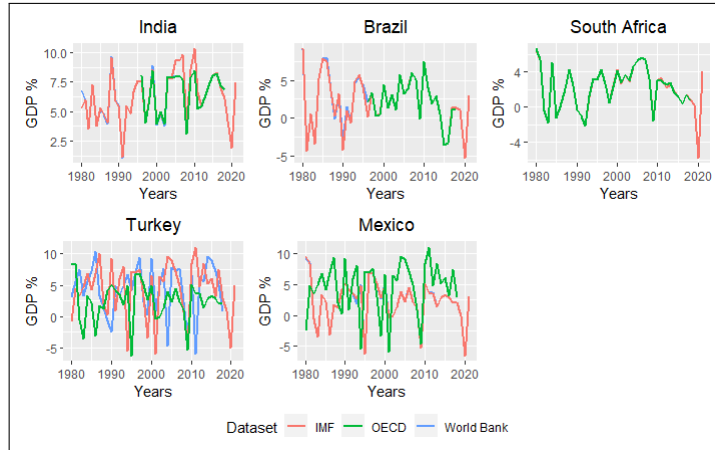 India
Brazil
South Africa
GDP %
10.0
7.5
5.0
2.5
1980 1990 2000 2010 2020
Years
GDP %
5
0
-5
1980 1990 2000 2010 2020
Years
GDP %
4
0
-4
1980 1990 2000 2010 2020
Years
Turkey
Mexico
GDP %
10
5
0
-5
1980 1990 2000 2010 2020
Years
GDP %
10
5
0
-5
1980 1990 2000 2010 2020
Years
Dataset IMF OECD World Bank